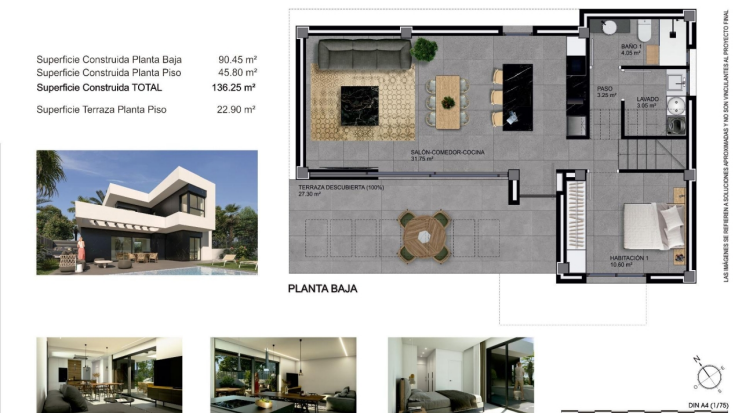 Superficie Construida Planta Baja 90.45 m²
Superficie Construida Planta Piso 45.80 m²
Superficie Construida TOTAL 136.25 m²
Superficie Terraza Planta Piso 22.90 m²
BAÑO 1
4,05 m²
PASO
3.25 m²
LAVADO
3.05 m²
SALÓN-COMEDOR-COCINA
31.75 m²
TERRAZA DESCUBIERTA (100%)
27.30 m²
HABITACIÓN 1
10.60 m²
PLANTA BAJA
LAS IMÁGENES SE REFIEREN A SOLUCIONES APROXIMADAS Y NO SON VINCULANTES AL PROYECTO FINAL
N
O
DIN A4 (1/75)